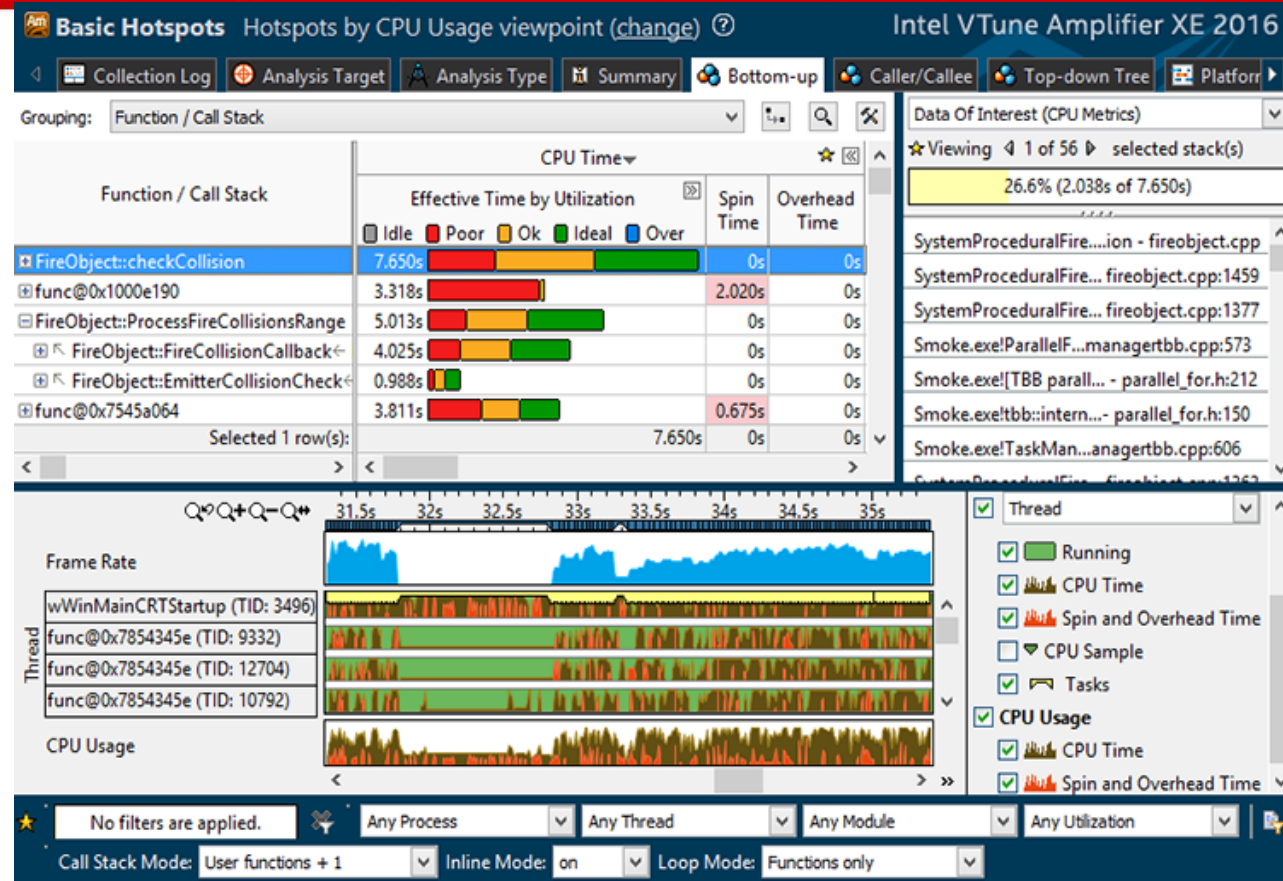 Basic Hotspots Hotspots by CPU Usage viewpoint (change) Intel VTune Amplifier XE 2016
Collection Log Analysis Target Analysis Type Summary Bottom-up Caller/Callee Top-down Tree Platforr
Grouping: Function / Call Stack
Function / Call Stack
CPU Time
Effective Time by Utilization
Idle Poor Ok Ideal Over
Spin Time
Overhead Time
FireObject::checkCollision 7.650s 0s 0s
func@0x1000e190 3.318s 2.020s 0s
FireObject::ProcessFireCollisionsRange 5.013s 0s 0s
FireObject::FireCollisionCallback 4.025s 0s 0s
FireObject::EmitterCollisionCheck 0.988s 0s 0s
func@0x7545a064 3.811s 0.675s 0s
Selected 1 row(s): 7.650s 0s 0s
Data Of Interest (CPU Metrics)
Viewing 1 of 56 selected stack(s)
26.6% (2.038s of 7.650s)
SystemProceduralFire....ion - fireobject.cpp
SystemProceduralFire... fireobject.cpp:1459
SystemProceduralFire... fireobject.cpp:1377
Smoke.exe!ParallelF...managertbb.cpp:573
Smoke.exe![TBB parall... - parallel_for.h:212
Smoke.exe!tbb::intern...- parallel_for.h:150
Smoke.exe!TaskMan...anagertbb.cpp:606
31.5s 32s 32.5s 33s 33.5s 34s 34.5s 35s
Frame Rate
Thread
wWinMainCRTStartup (TID: 3496)
func@0x7854345e (TID: 9332)
func@0x7854345e (TID: 12704)
func@0x7854345e (TID: 10792)
CPU Usage
Thread
Running
CPU Time
Spin and Overhead Time
CPU Sample
Tasks
CPU Usage
CPU Time
Spin and Overhead Time
No filters are applied. Any Process Any Thread Any Module Any Utilization
Call Stack Mode: User functions + 1 Inline Mode: on Loop Mode: Functions only